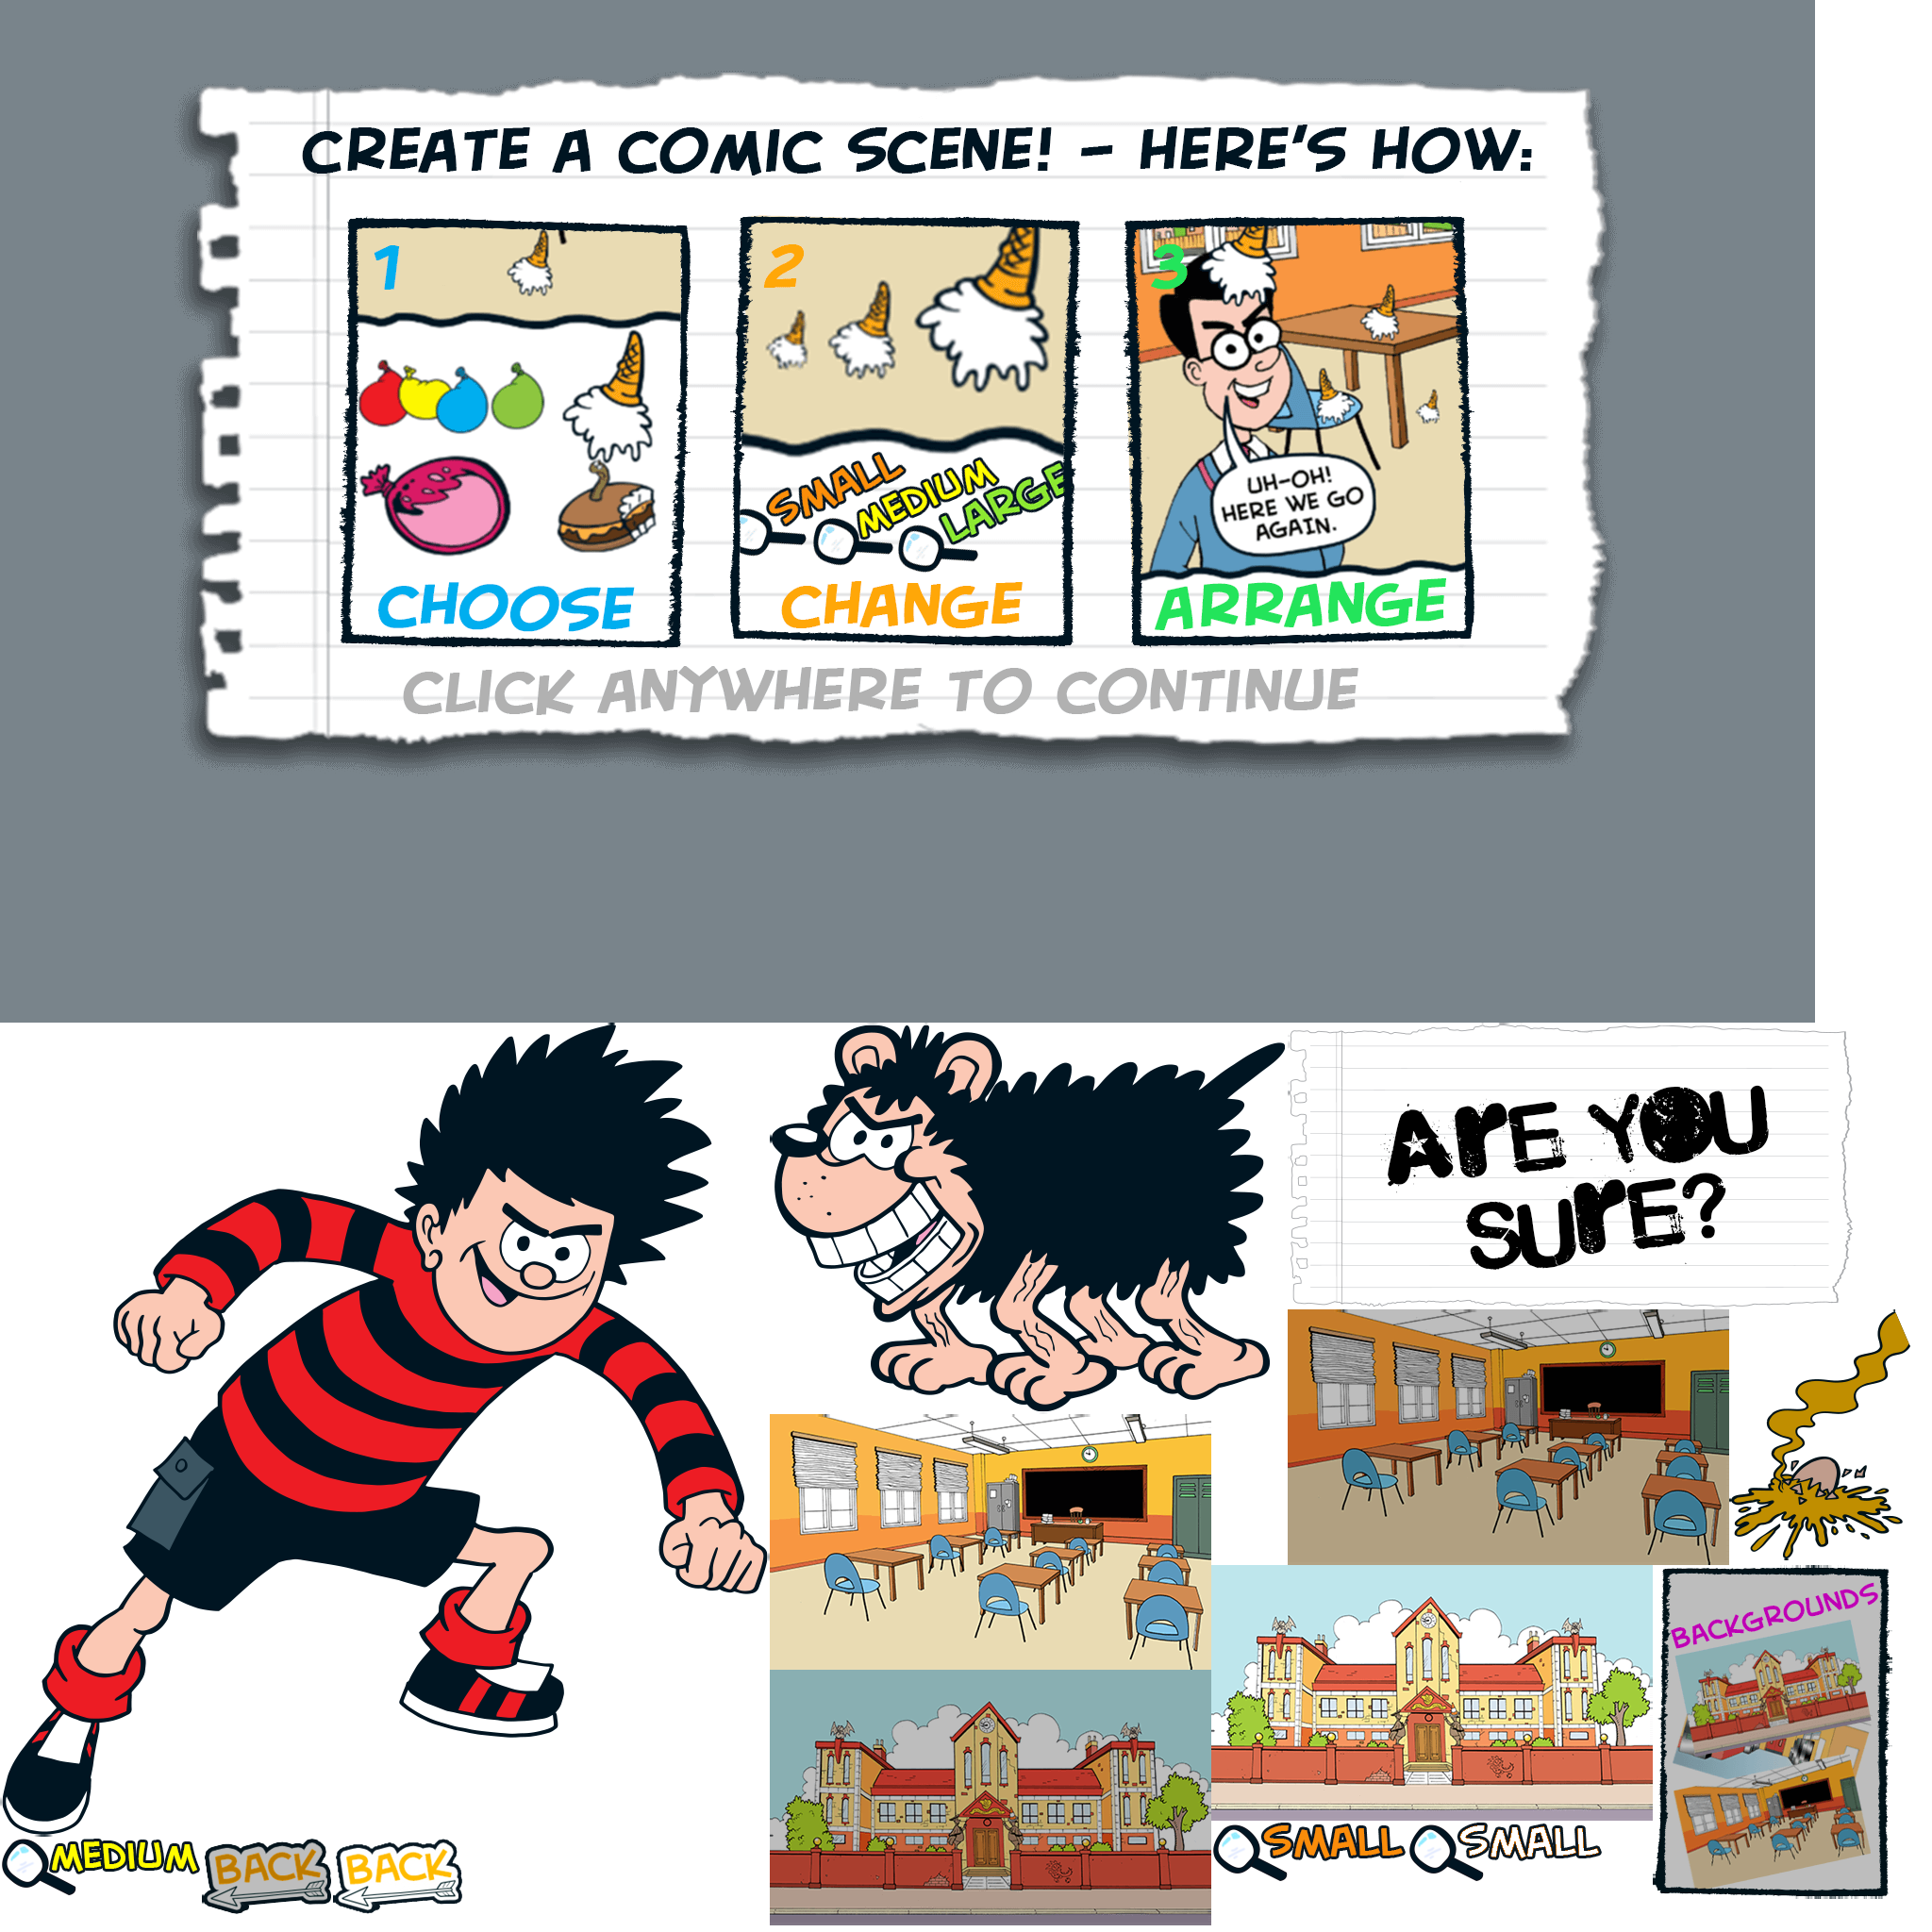 CREATE A COMIC SCENE! - HERE'S HOW:
1
CHOOSE
2
SMALL
MEDIUM
LARGE
CHANGE
3
UH-OH!
HERE WE GO
AGAIN.
ARRANGE
CLICK ANYWHERE TO CONTINUE
ArE YOU
SUrE?
BACKGROUNDS
MEDIUM
BACK
BACK
SMALL
SMALL